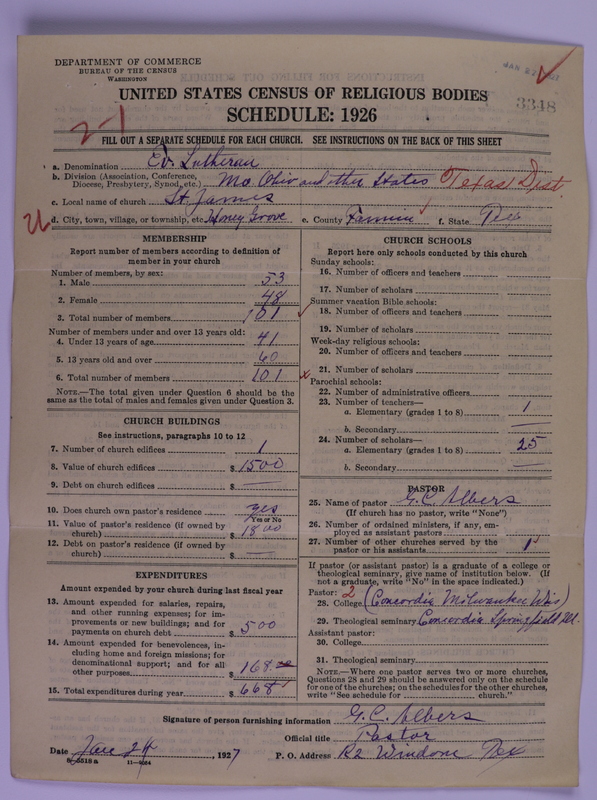 DEPARTMENT OF COMMERCE
BUREAU OF THE CENSUS
WASHINGTON
JAN 27 1927
3348
UNITED STATES CENSUS OF RELIGIOUS BODIES
SCHEDULE: 1926
2-1
FILL OUT A SEPARATE SCHEDULE FOR EACH CHURCH. SEE INSTRUCTIONS ON THE BACK OF THIS SHEET
a. Denomination Ev. Lutheran
b. Division (Association, Conference, Diocese, Presbytery, Synod, etc.) Mo. Ohio and other States Texas Dist.
c. Local name of church St. James
d. City, town, village, or township, etc. Honey Grove e. County Fannin f. State Tex
MEMBERSHIP
Report number of members according to definition of
member in your church
Number of members, by sex:
1. Male 53
2. Female 48
3. Total number of members 101
Number of members under and over 13 years old:
4. Under 13 years of age 41
5. 13 years old and over 60
6. Total number of members 101
NOTE.—The total given under Question 6 should be the
same as the total of males and females given under Question 3.
CHURCH BUILDINGS
See instructions, paragraphs 10 to 12
7. Number of church edifices 1
8. Value of church edifices $ 1500
9. Debt on church edifices $ —
10. Does church own pastor's residence yes
Yes or No
11. Value of pastor's residence (if owned by
church) $ 1800
12. Debt on pastor's residence (if owned by
church) $ —
EXPENDITURES
Amount expended by your church during last fiscal year
13. Amount expended for salaries, repairs,
and other running expenses; for im-
provements or new buildings; and for
payments on church debt $ 500
14. Amount expended for benevolences, in-
cluding home and foreign missions; for
denominational support; and for all
other purposes $ 168.00
15. Total expenditures during year $ 668
CHURCH SCHOOLS
Report here only schools conducted by this church
Sunday schools:
16. Number of officers and teachers
17. Number of scholars
Summer vacation Bible schools:
18. Number of officers and teachers
19. Number of scholars
Week-day religious schools:
20. Number of officers and teachers
21. Number of scholars
Parochial schools:
22. Number of administrative officers
23. Number of teachers—
a. Elementary (grades 1 to 8) 1
b. Secondary —
24. Number of scholars—
a. Elementary (grades 1 to 8) 25
b. Secondary —
PASTOR
25. Name of pastor G. C. Albers
(If church has no pastor, write "None")
26. Number of ordained ministers, if any, em-
ployed as assistant pastors
27. Number of other churches served by the
pastor or his assistants 1
If pastor (or assistant pastor) is a graduate of a college or
theological seminary, give name of institution below. (If
not a graduate, write "No" in the space indicated.)
Pastor: 2
28. College (Concordia Milwaukee Wis)
29. Theological seminary Concordia Springfield Ill.
Assistant pastor:
30. College
31. Theological seminary
NOTE.—Where one pastor serves two or more churches,
Questions 28 and 29 should be answered only on the schedule
for one of the churches; on the schedules for the other churches,
write "See schedule for church."
Signature of person furnishing information G. C. Albers
Official title Pastor
Date Jan 24, 1927 P. O. Address R2 Windom Tex
11—9064